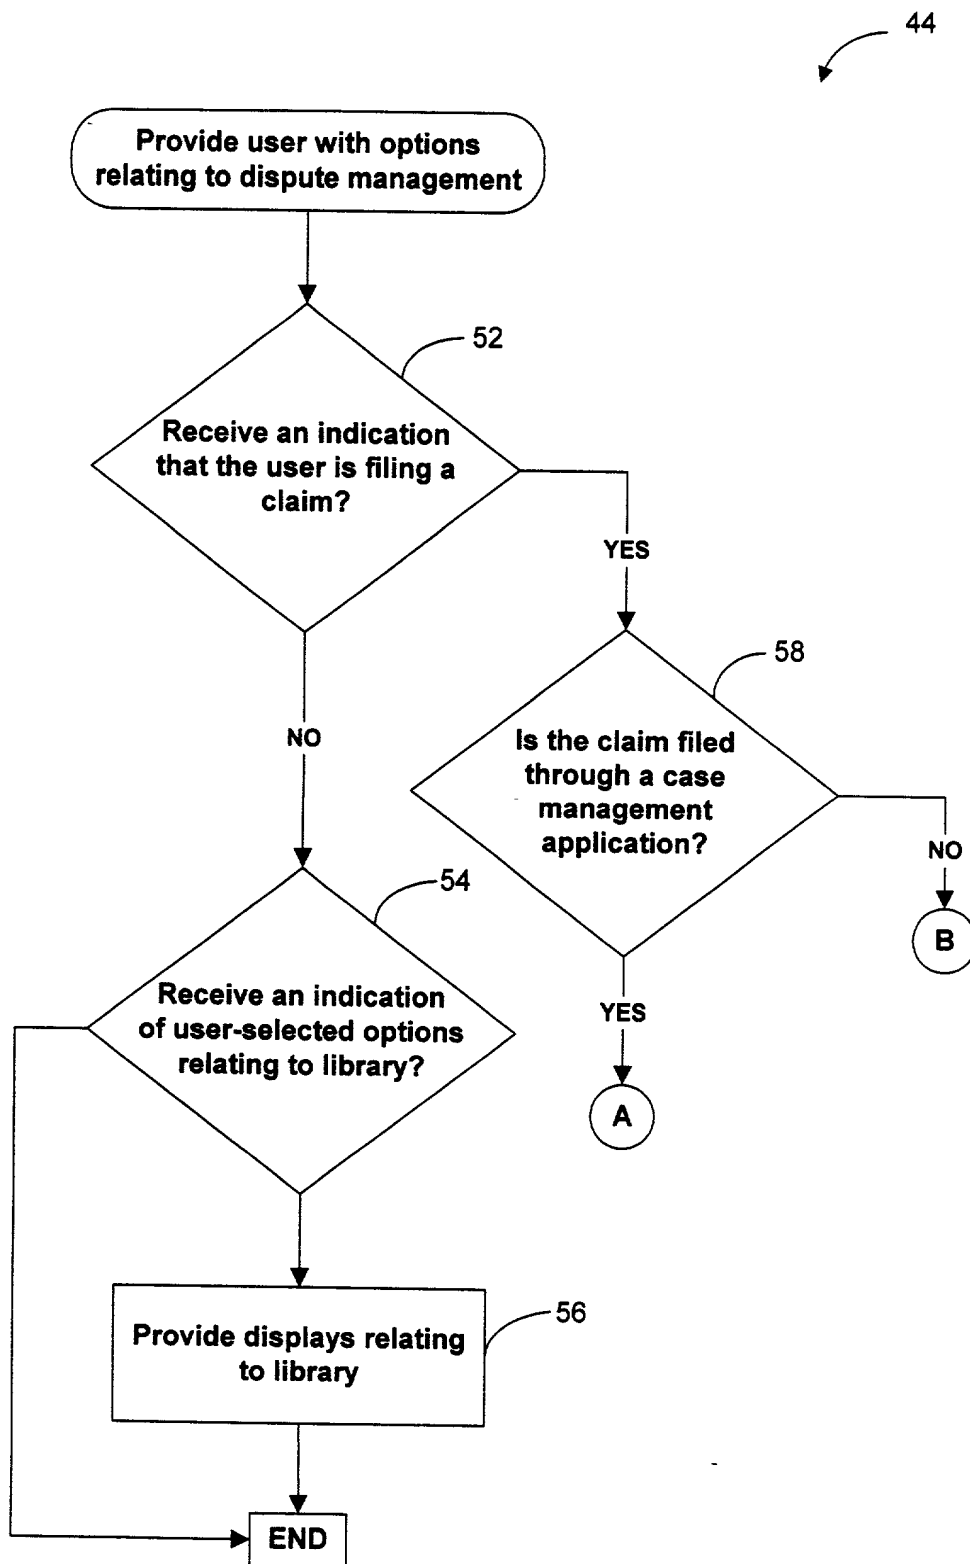 44
Provide user with options
relating to dispute management
52
Receive an indication
that the user is filing a
claim?
YES
58
NO
Is the claim filed
through a case
management
application?
NO
54
B
Receive an indication
of user-selected options
relating to library?
YES
A
56
Provide displays relating
to library
END